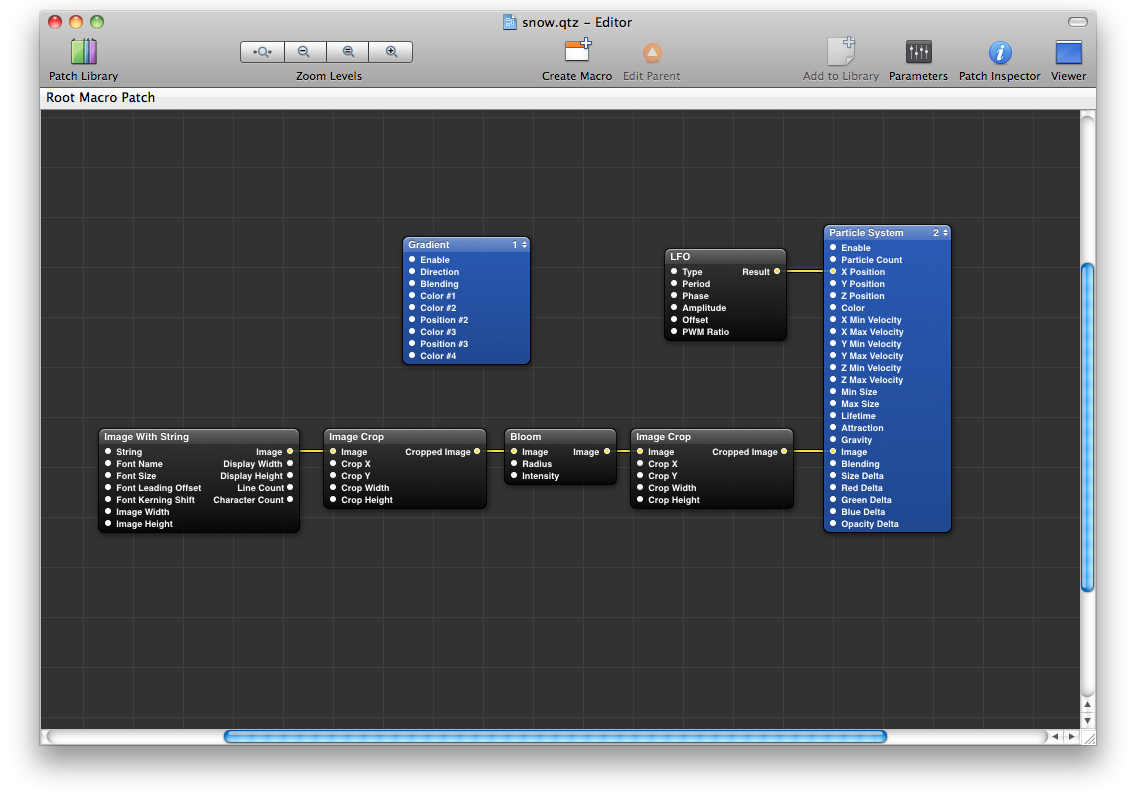 snow.qtz – Editor
Patch Library
Zoom Levels
Create Macro
Edit Parent
Add to Library
Parameters
Patch Inspector
Viewer
Root Macro Patch
Gradient 1
Enable
Direction
Blending
Color #1
Color #2
Position #2
Color #3
Position #3
Color #4
LFO
Type Result
Period
Phase
Amplitude
Offset
PWM Ratio
Particle System 2
Enable
Particle Count
X Position
Y Position
Z Position
Color
X Min Velocity
X Max Velocity
Y Min Velocity
Y Max Velocity
Z Min Velocity
Z Max Velocity
Min Size
Max Size
Lifetime
Attraction
Gravity
Image
Blending
Size Delta
Red Delta
Green Delta
Blue Delta
Opacity Delta
Image With String
String Image
Font Name Display Width
Font Size Display Height
Font Leading Offset Line Count
Font Kerning Shift Character Count
Image Width
Image Height
Image Crop
Image Cropped Image
Crop X
Crop Y
Crop Width
Crop Height
Bloom
Image Image
Radius
Intensity
Image Crop
Image Cropped Image
Crop X
Crop Y
Crop Width
Crop Height